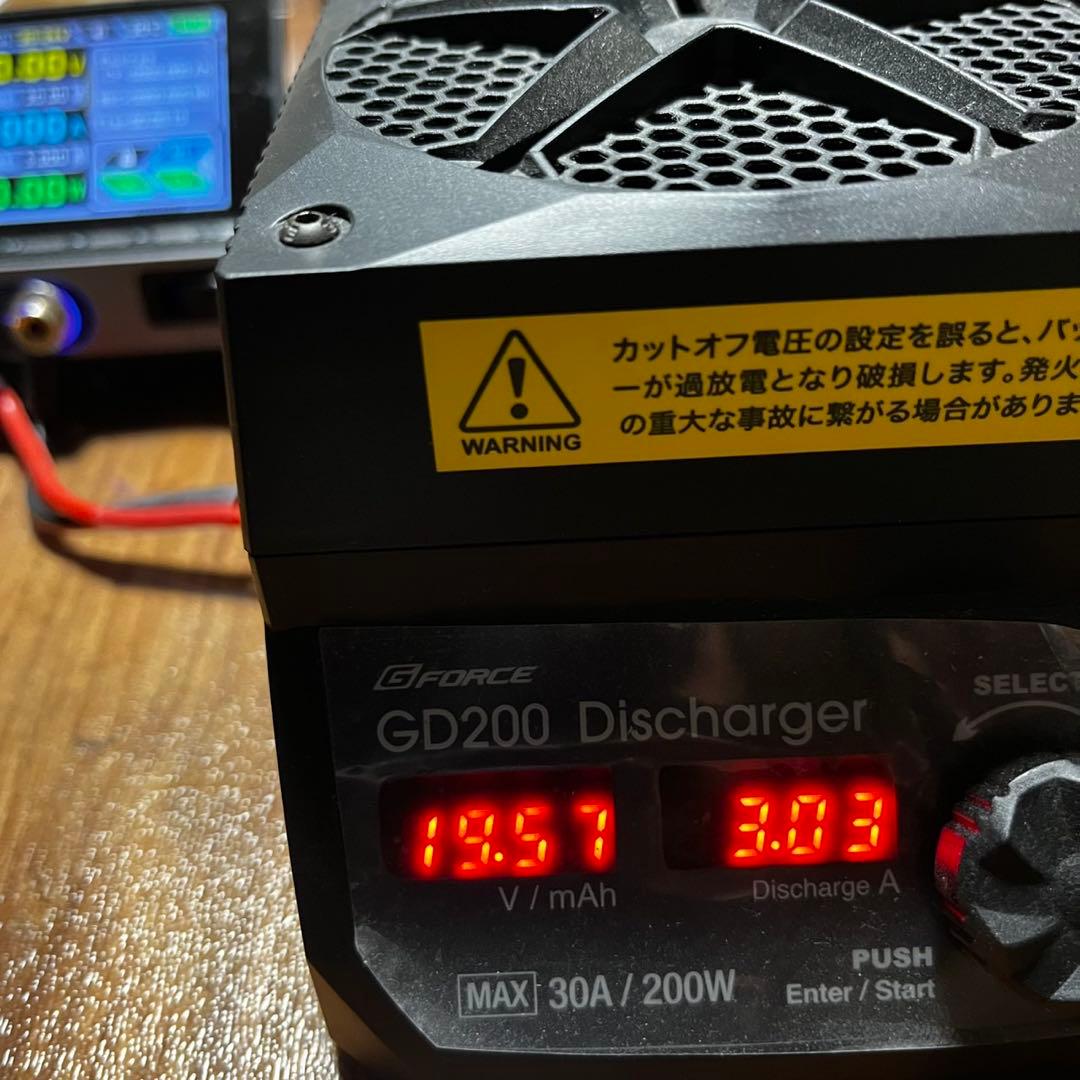 カットオフ電圧の設定を誤ると、バッ
ーが過放電となり破損します。発火
の重大な事故に繋がる場合がありま
WARNING
GFORCE
SELECT
GD200 Discharger
19.57
3.03
V / mAh
Discharge A
PUSH
MAX 30A / 200W
Enter / Start